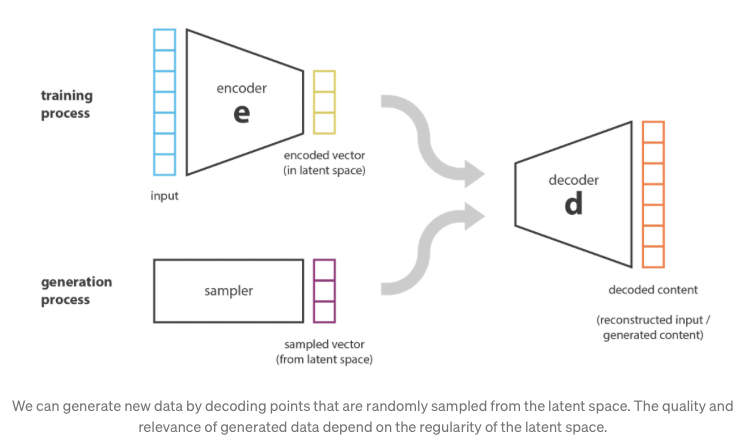 training
process
encoder
e
encoded vector
(in latent space)
input
decoder
d
generation
process
sampler
sampled vector
(from latent space)
decoded content
(reconstructed input /
generated content)
We can generate new data by decoding points that are randomly sampled from the latent space. The quality and
relevance of generated data depend on the regularity of the latent space.